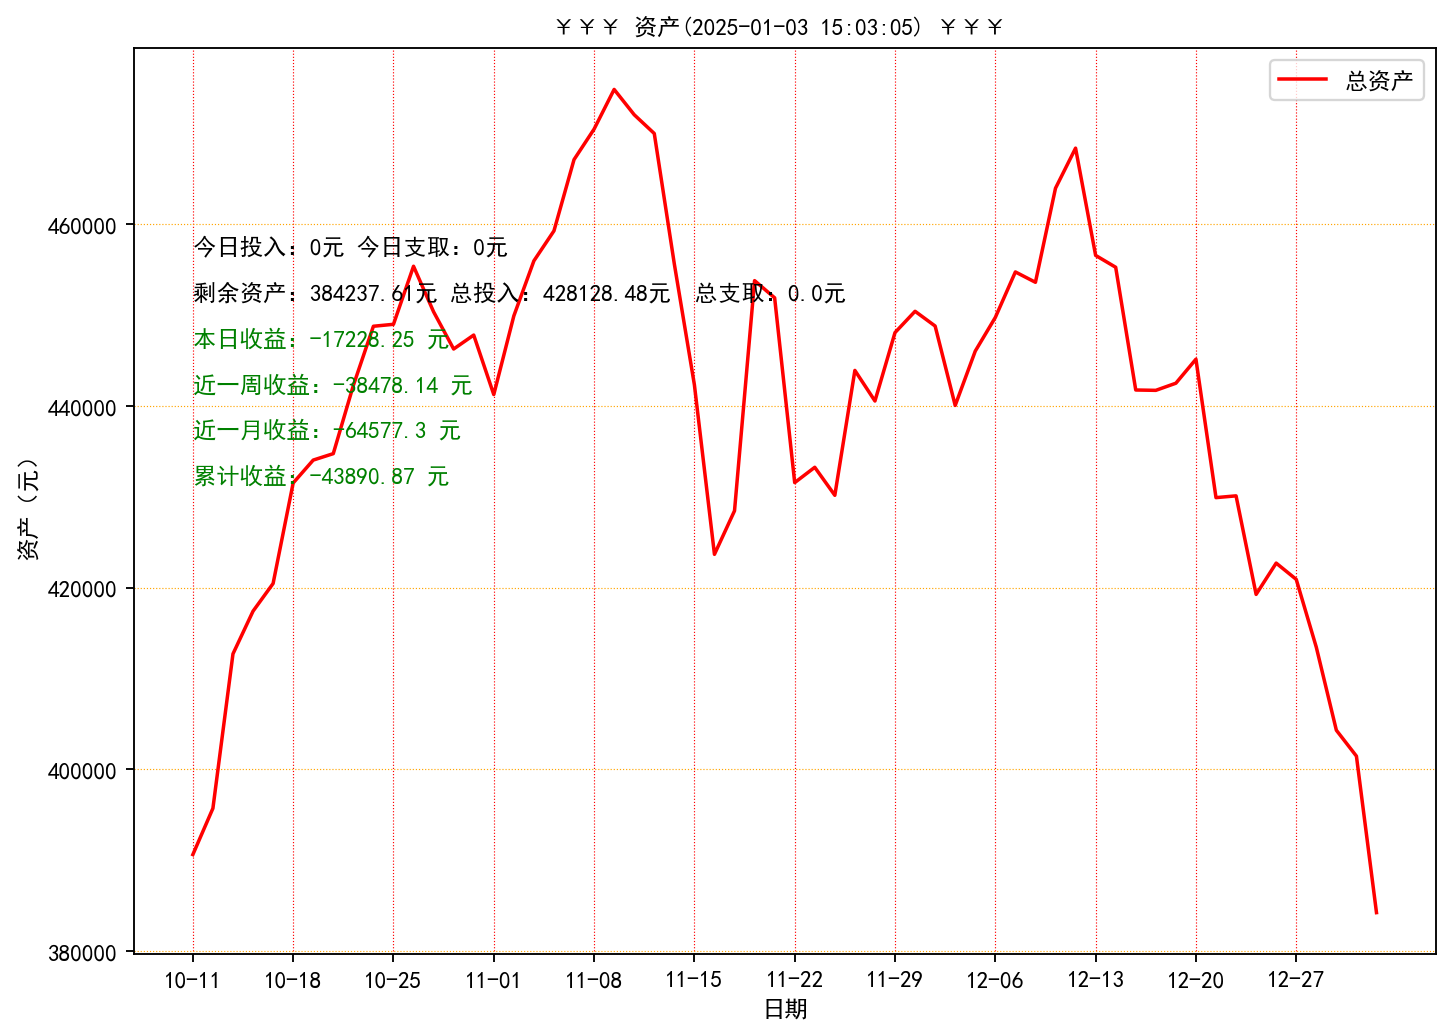 ￥￥￥ 资产(2025-01-03 15:03:05) ￥￥￥
总资产
460000
440000
420000
400000
380000
资产（元）
今日投入：0元 今日支取：0元
剩余资产：384237.61元 总投入：428128.48元 总支取：0.0元
本日收益：-17228.25 元
近一周收益：-38478.14 元
近一月收益：-64577.3 元
累计收益：-43890.87 元
10-11 10-18 10-25 11-01 11-08 11-15 11-22 11-29 12-06 12-13 12-20 12-27
日期